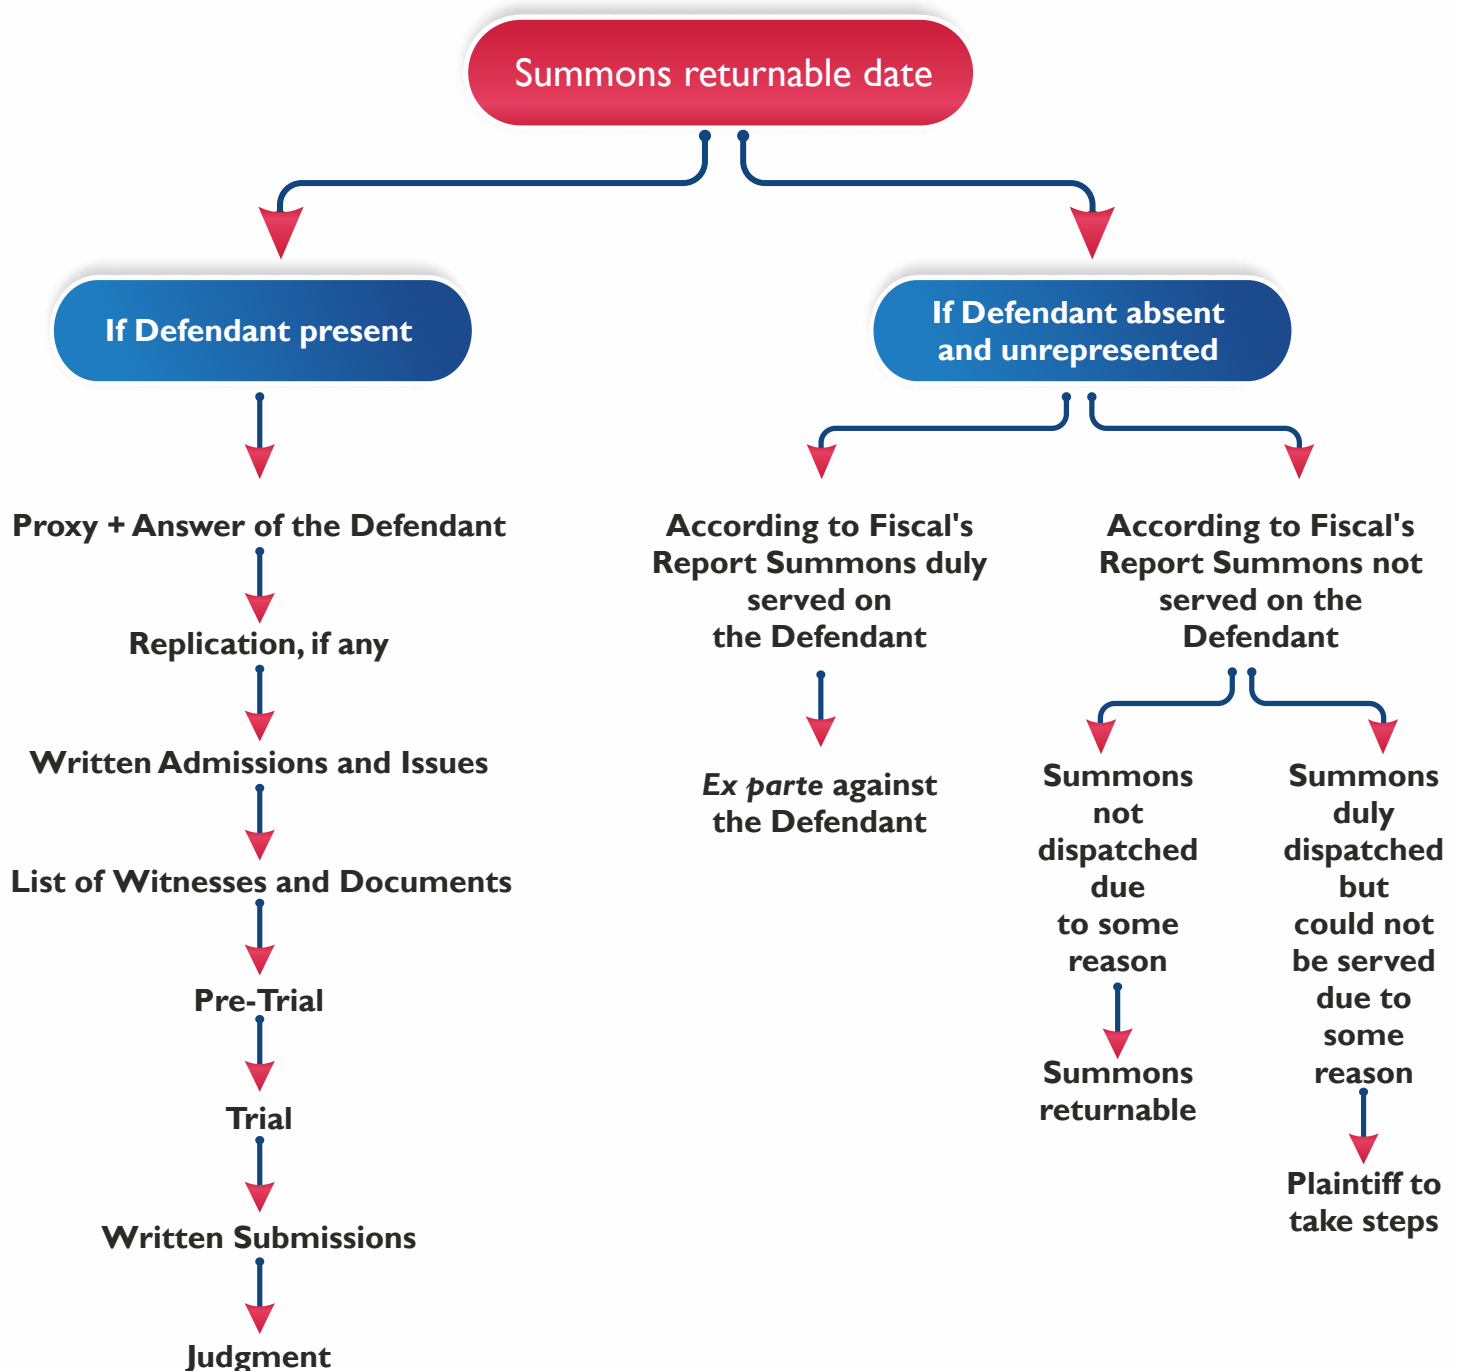 Summons returnable date
If Defendant present
If Defendant absent
and unrepresented
Proxy + Answer of the Defendant
Replication, if any
Written Admissions and Issues
List of Witnesses and Documents
Pre-Trial
Trial
Written Submissions
Judgment
According to Fiscal's
Report Summons duly
served on
the Defendant
Ex parte against
the Defendant
According to Fiscal's
Report Summons not
served on the
Defendant
Summons
not
dispatched
due
to some
reason
Summons
returnable
Summons
duly
dispatched
but
could not
be served
due to
some
reason
Plaintiff to
take steps